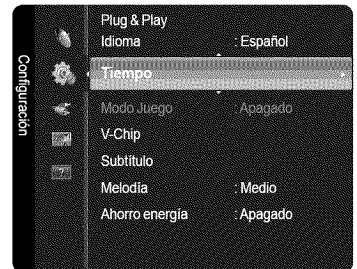 Configuración
Plug & Play
Idioma : Español
Tiempo
Modo Juego : Apagado
V-Chip
Subtítulo
Melodía : Medio
Ahorro energía : Apagado